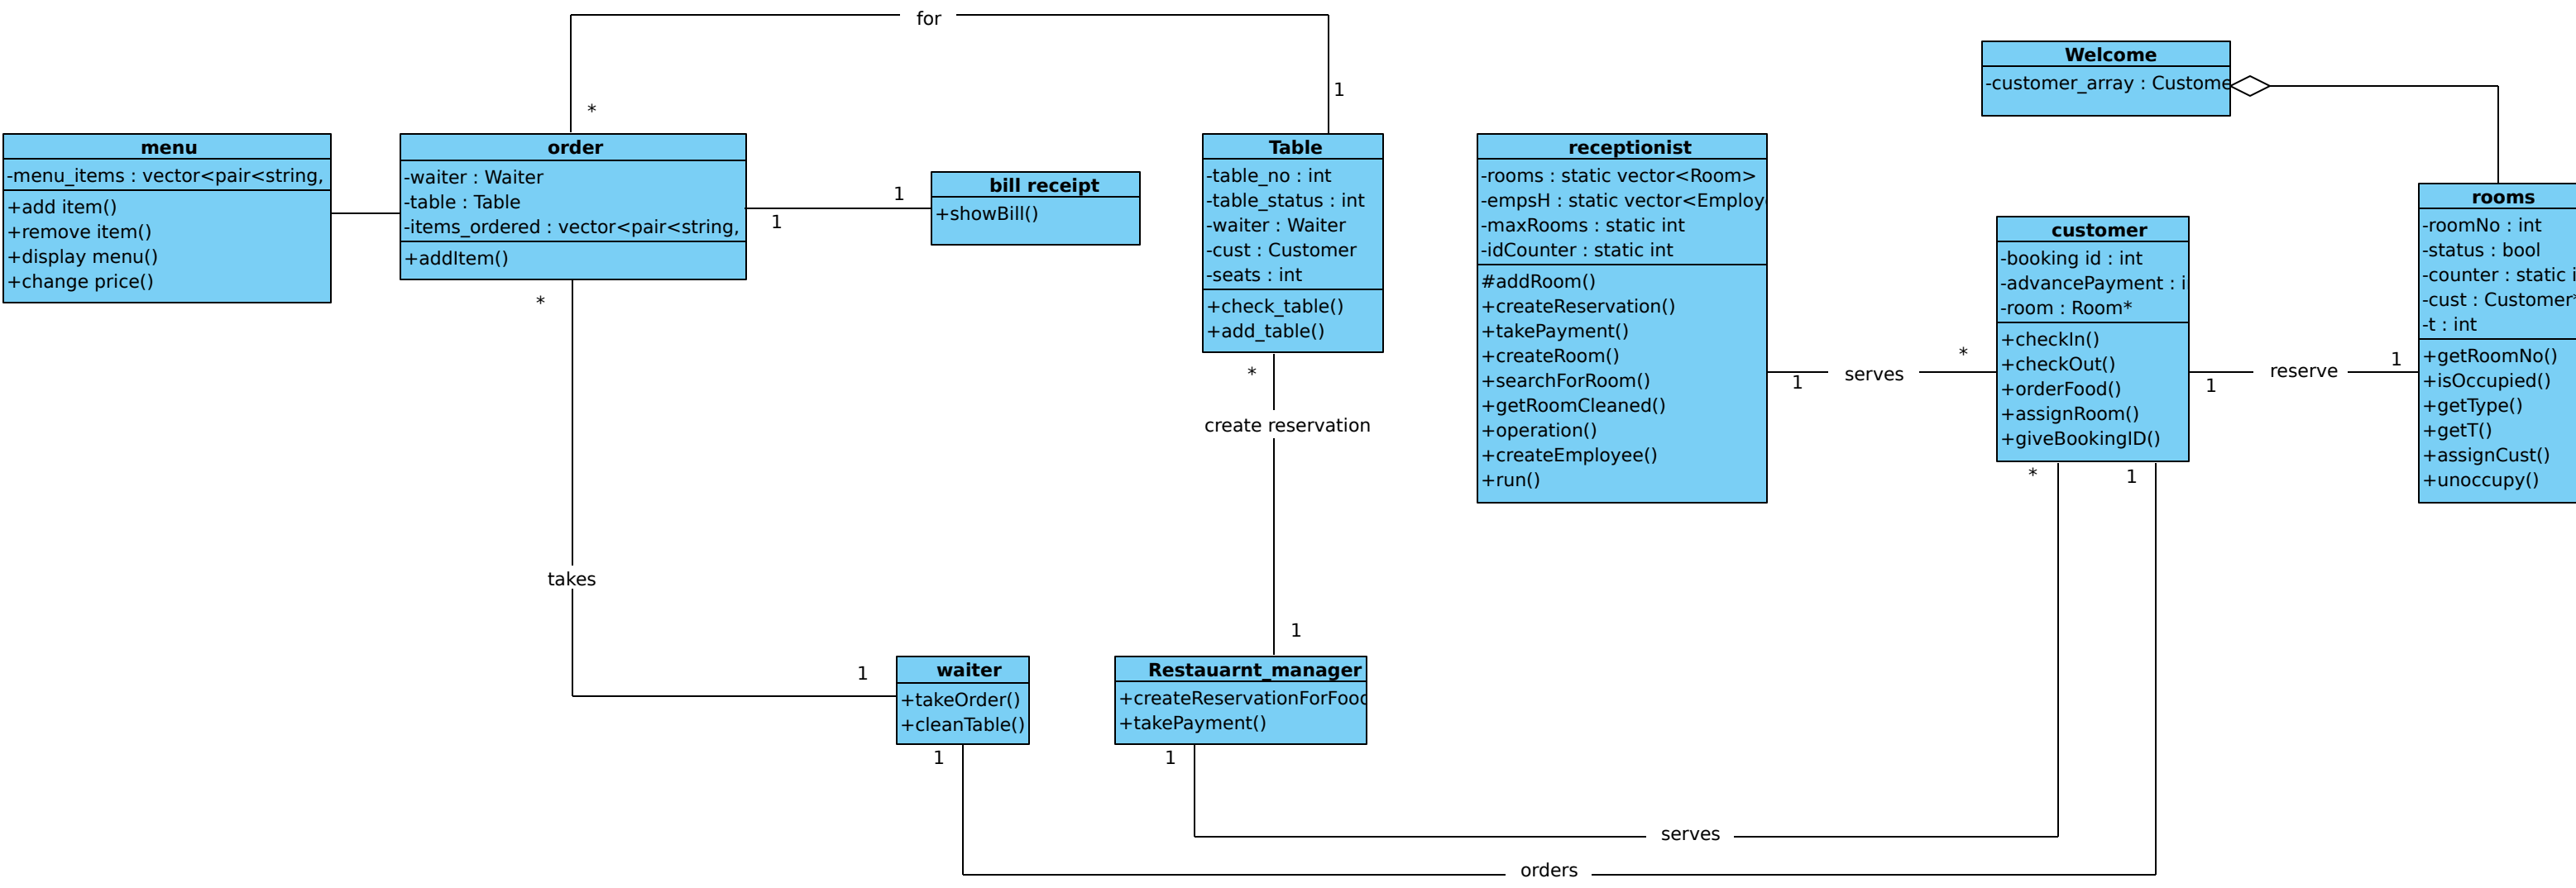 for
*
1
menu
-menu_items : vector<pair<string,
+add item()
+remove item()
+display menu()
+change price()
order
-waiter : Waiter
-table : Table
-items_ordered : vector<pair<string,
+addItem()
1
1
bill receipt
+showBill()
Table
-table_no : int
-table_status : int
-waiter : Waiter
-cust : Customer
-seats : int
+check_table()
+add_table()
receptionist
-rooms : static vector<Room>
-empsH : static vector<Employ
-maxRooms : static int
-idCounter : static int
#addRoom()
+createReservation()
+takePayment()
+createRoom()
+searchForRoom()
+getRoomCleaned()
+operation()
+createEmployee()
+run()
1
serves
*
Welcome
-customer_array : Custome
customer
-booking id : int
-advancePayment : i
-room : Room*
+checkIn()
+checkOut()
+orderFood()
+assignRoom()
+giveBookingID()
1
reserve
1
rooms
-roomNo : int
-status : bool
-counter : static i
-cust : Customer*
-t : int
+getRoomNo()
+isOccupied()
+getType()
+getT()
+assignCust()
+unoccupy()
*
takes
1
*
create reservation
1
waiter
+takeOrder()
+cleanTable()
Restauarnt_manager
+createReservationForFood
+takePayment()
*
1
1
1
serves
orders